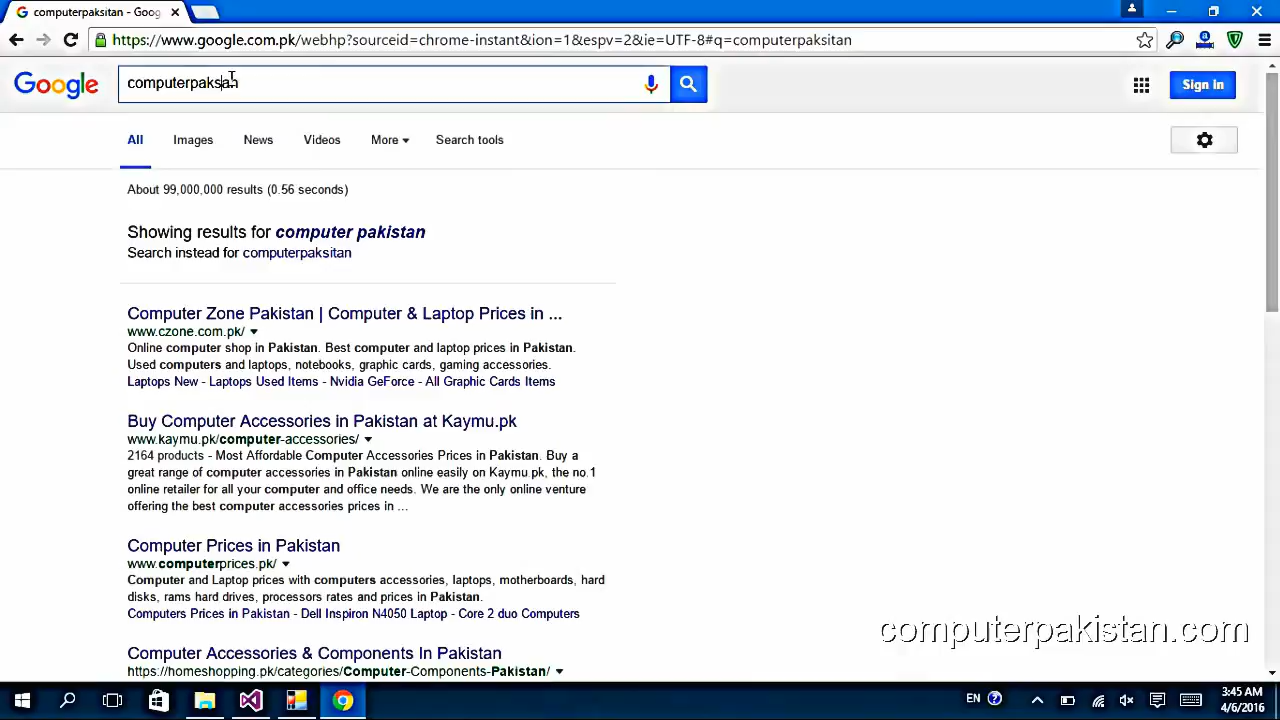 computerpaksitan - Goog
https://www.google.com.pk/webhp?sourceid=chrome-instant&ion=1&espv=2&ie=UTF-8#q=computerpaksitan
Google
computerpaksan
Sign in
All Images News Videos More Search tools
About 99,000,000 results (0.56 seconds)
Showing results for computer pakistan
Search instead for computerpaksitan
Computer Zone Pakistan | Computer & Laptop Prices in ...
www.czone.com.pk/
Online computer shop in Pakistan. Best computer and laptop prices in Pakistan.
Used computers and laptops, notebooks, graphic cards, gaming accessories.
Laptops New - Laptops Used Items - Nvidia GeForce - All Graphic Cards Items
Buy Computer Accessories in Pakistan at Kaymu.pk
www.kaymu.pk/computer-accessories/
2164 products - Most Affordable Computer Accessories Prices in Pakistan. Buy a
great range of computer accessories in Pakistan online easily on Kaymu.pk, the no.1
online retailer for all your computer and office needs. We are the only online venture
offering the best computer accessories prices in ...
Computer Prices in Pakistan
www.computerprices.pk/
Computer and Laptop prices with computers accessories, laptops, motherboards, hard
disks, rams hard drives, processors rates and prices in Pakistan.
Computers Prices in Pakistan - Dell Inspiron N4050 Laptop - Core 2 duo Computers
computerpakistan.com
Computer Accessories & Components In Pakistan
https://homeshopping.pk/categories/Computer-Components-Pakistan/
EN
3:45 AM
4/6/2016